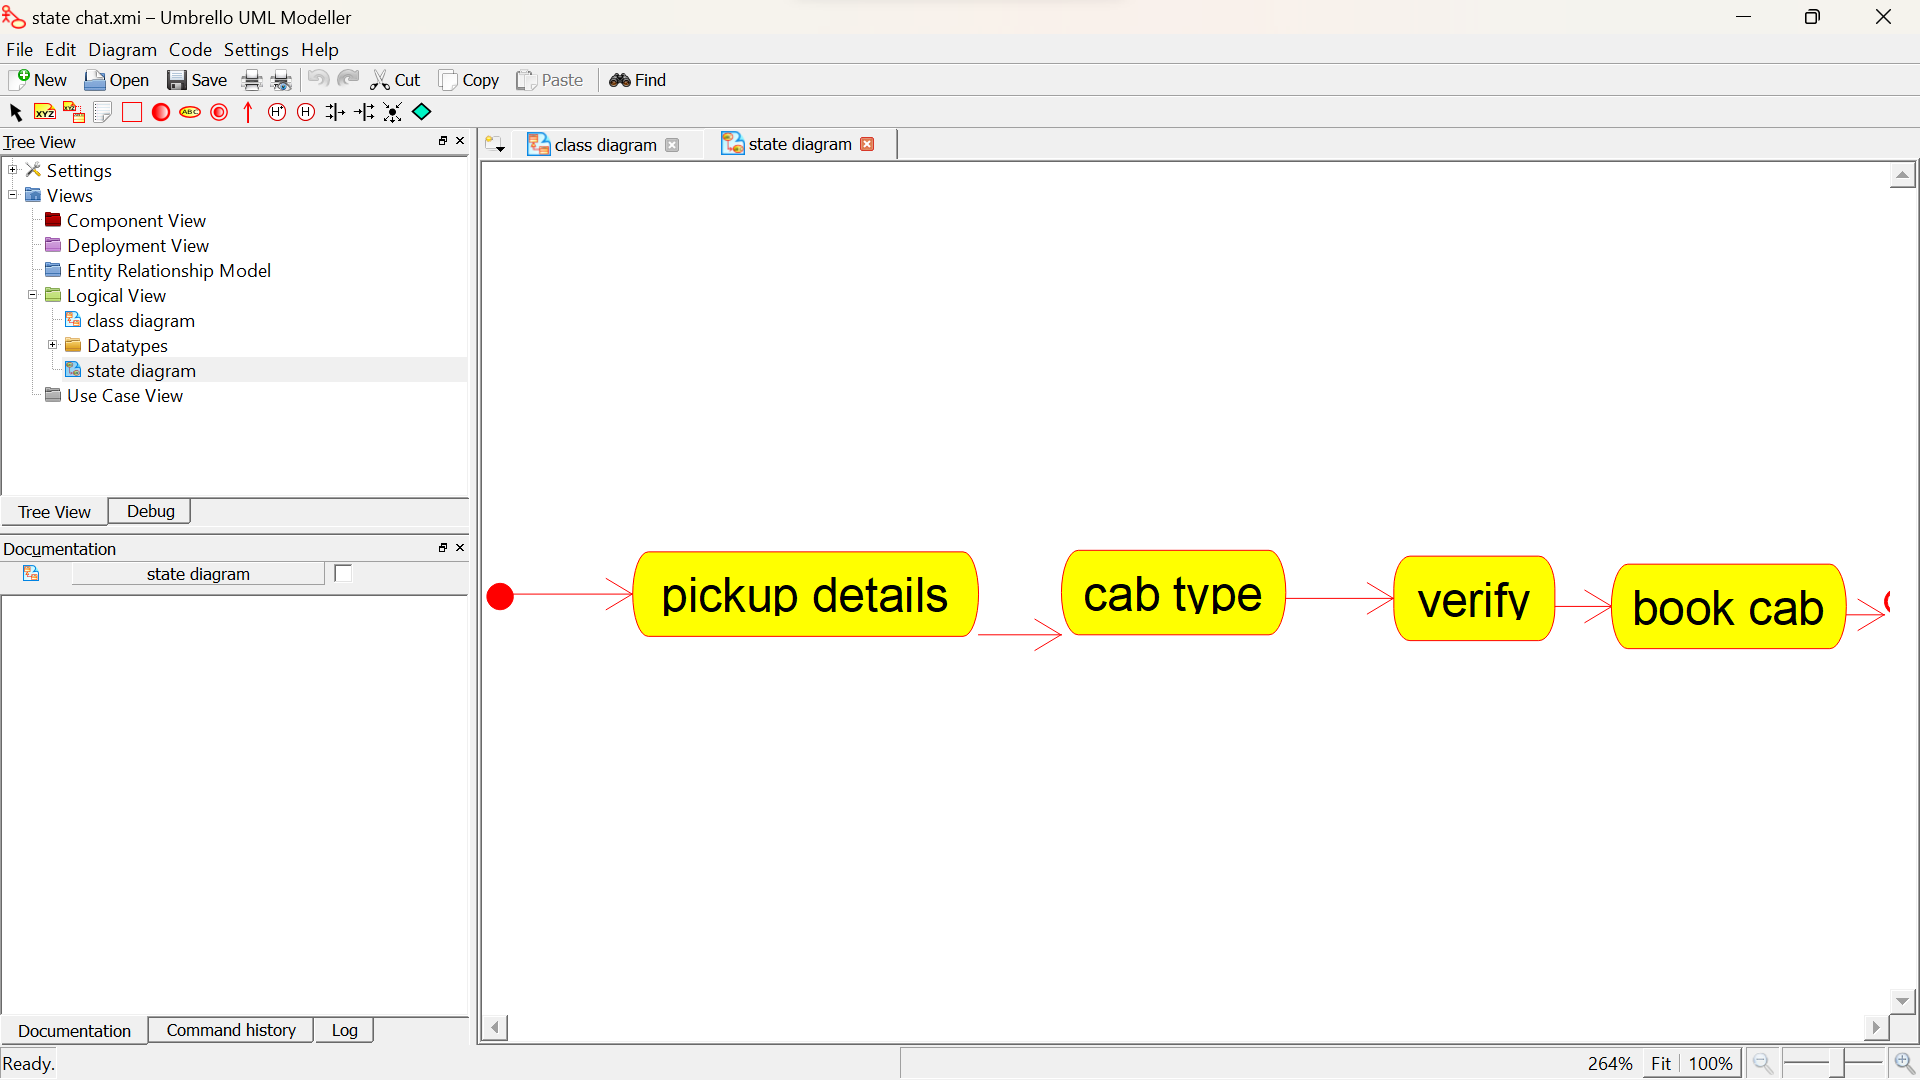 state chat.xmi – Umbrello UML Modeller
File Edit Diagram Code Settings Help
New Open Save Cut Copy Paste Find
XYZ XYZ ABC H* H
Tree View
class diagram
state diagram
Settings
Views
Component View
Deployment View
Entity Relationship Model
Logical View
class diagram
Datatypes
state diagram
Use Case View
Tree View Debug
Documentation
state diagram
pickup details
cab type
verify
book cab
Documentation Command history Log
Ready.
264% Fit 100%